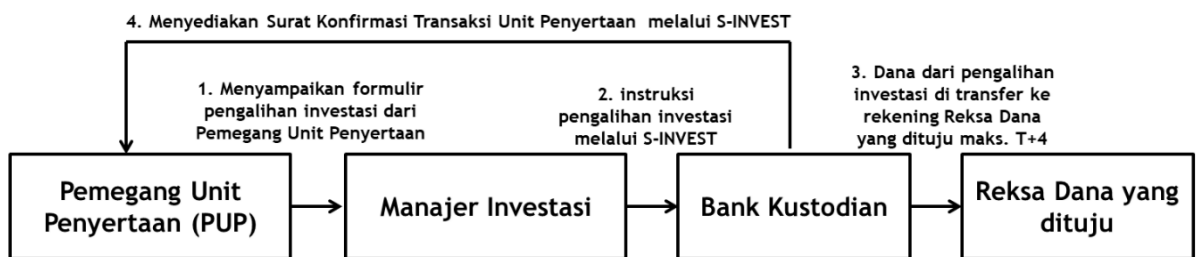 4. Menyediakan Surat Konfirmasi Transaksi Unit Penyertaan melalui S-INVEST
1. Menyampaikan formulir
pengalihan investasi dari
Pemegang Unit Penyertaan
2. instruksi
pengalihan investasi
melalui S-INVEST
3. Dana dari pengalihan
investasi di transfer ke
rekening Reksa Dana
yang dituju maks. T+4
Pemegang Unit
Penyertaan (PUP)
Manajer Investasi
Bank Kustodian
Reksa Dana yang
dituju